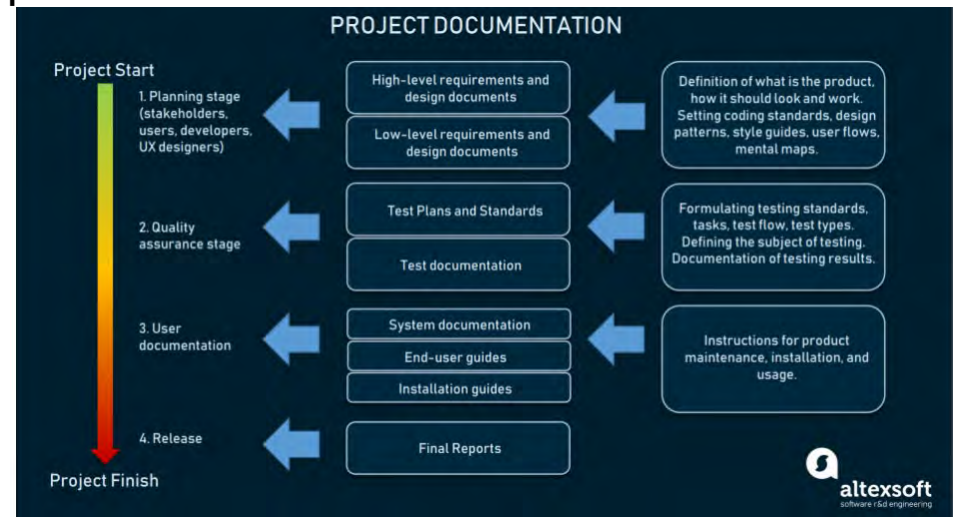 PROJECT DOCUMENTATION
Project Start
1. Planning stage
(stakeholders,
users, developers,
UX designers)
High-level requirements and
design documents
Low-level requirements and
design documents
Definition of what is the product,
how it should look and work.
Setting coding standards, design
patterns, style guides, user flows,
mental maps.
2. Quality
assurance stage
Test Plans and Standards
Test documentation
Formulating testing standards,
tasks, test flow, test types.
Defining the subject of testing.
Documentation of testing results.
3. User
documentation
System documentation
End-user guides
Installation guides
Instructions for product
maintenance, installation, and
usage.
4. Release
Final Reports
Project Finish
altexsoft
software r&d engineering